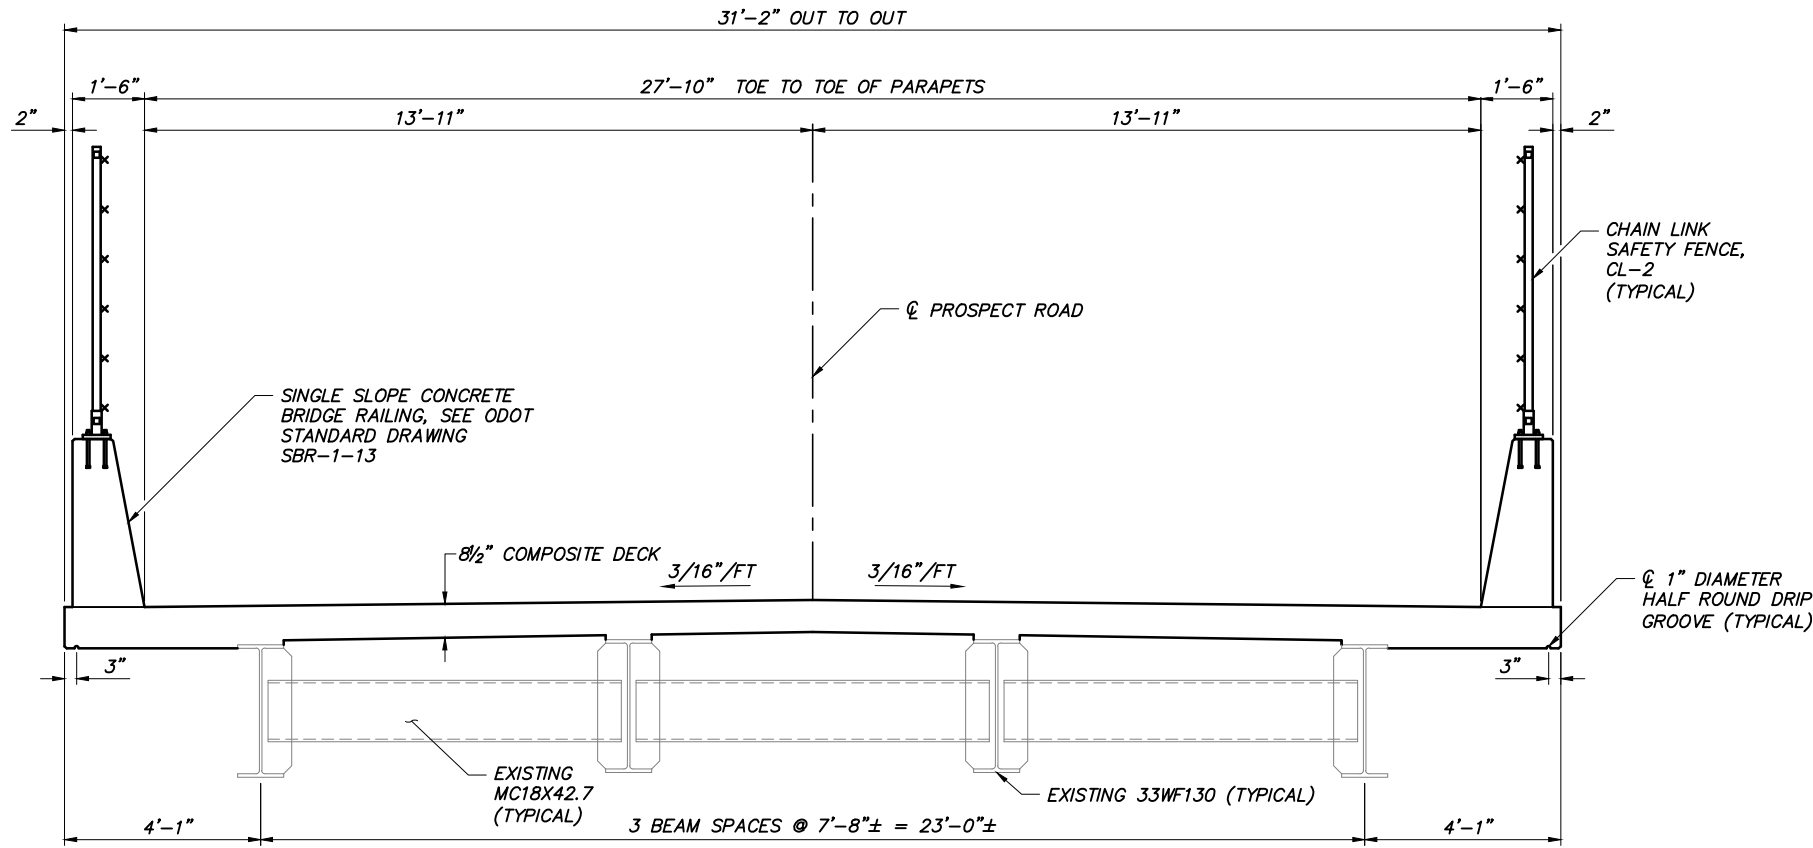 31'-2" OUT TO OUT
1'-6"
27'-10" TOE TO TOE OF PARAPETS
1'-6"
2"
13'-11"
13'-11"
2"
CHAIN LINK
SAFETY FENCE,
CL-2
(TYPICAL)
℄ PROSPECT ROAD
SINGLE SLOPE CONCRETE
BRIDGE RAILING, SEE ODOT
STANDARD DRAWING
SBR-1-13
8½" COMPOSITE DECK
3/16"/FT
3/16"/FT
℄ 1" DIAMETER
HALF ROUND DRIP
GROOVE (TYPICAL)
3"
3"
EXISTING
MC18X42.7
(TYPICAL)
EXISTING 33WF130 (TYPICAL)
4'-1"
3 BEAM SPACES @ 7'-8"± = 23'-0"±
4'-1"